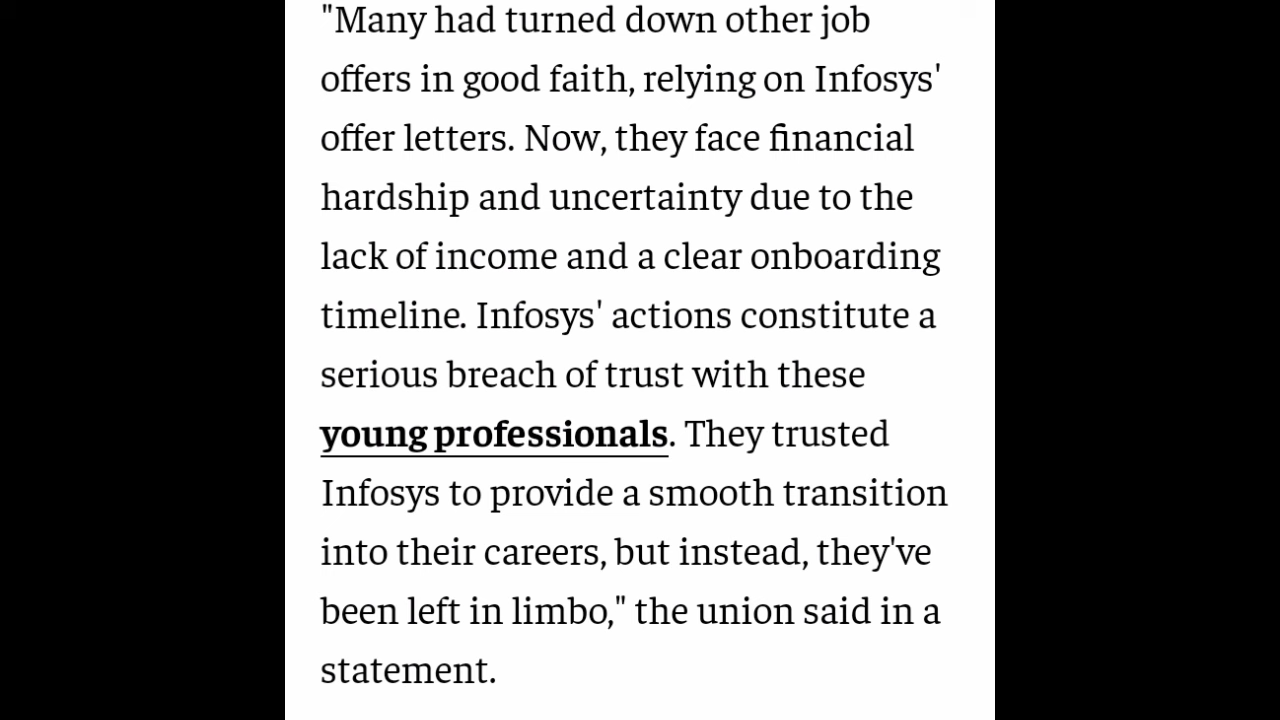 "Many had turned down other job
offers in good faith, relying on Infosys'
offer letters. Now, they face financial
hardship and uncertainty due to the
lack of income and a clear onboarding
timeline. Infosys' actions constitute a
serious breach of trust with these
young professionals. They trusted
Infosys to provide a smooth transition
into their careers, but instead, they've
been left in limbo," the union said in a
statement.